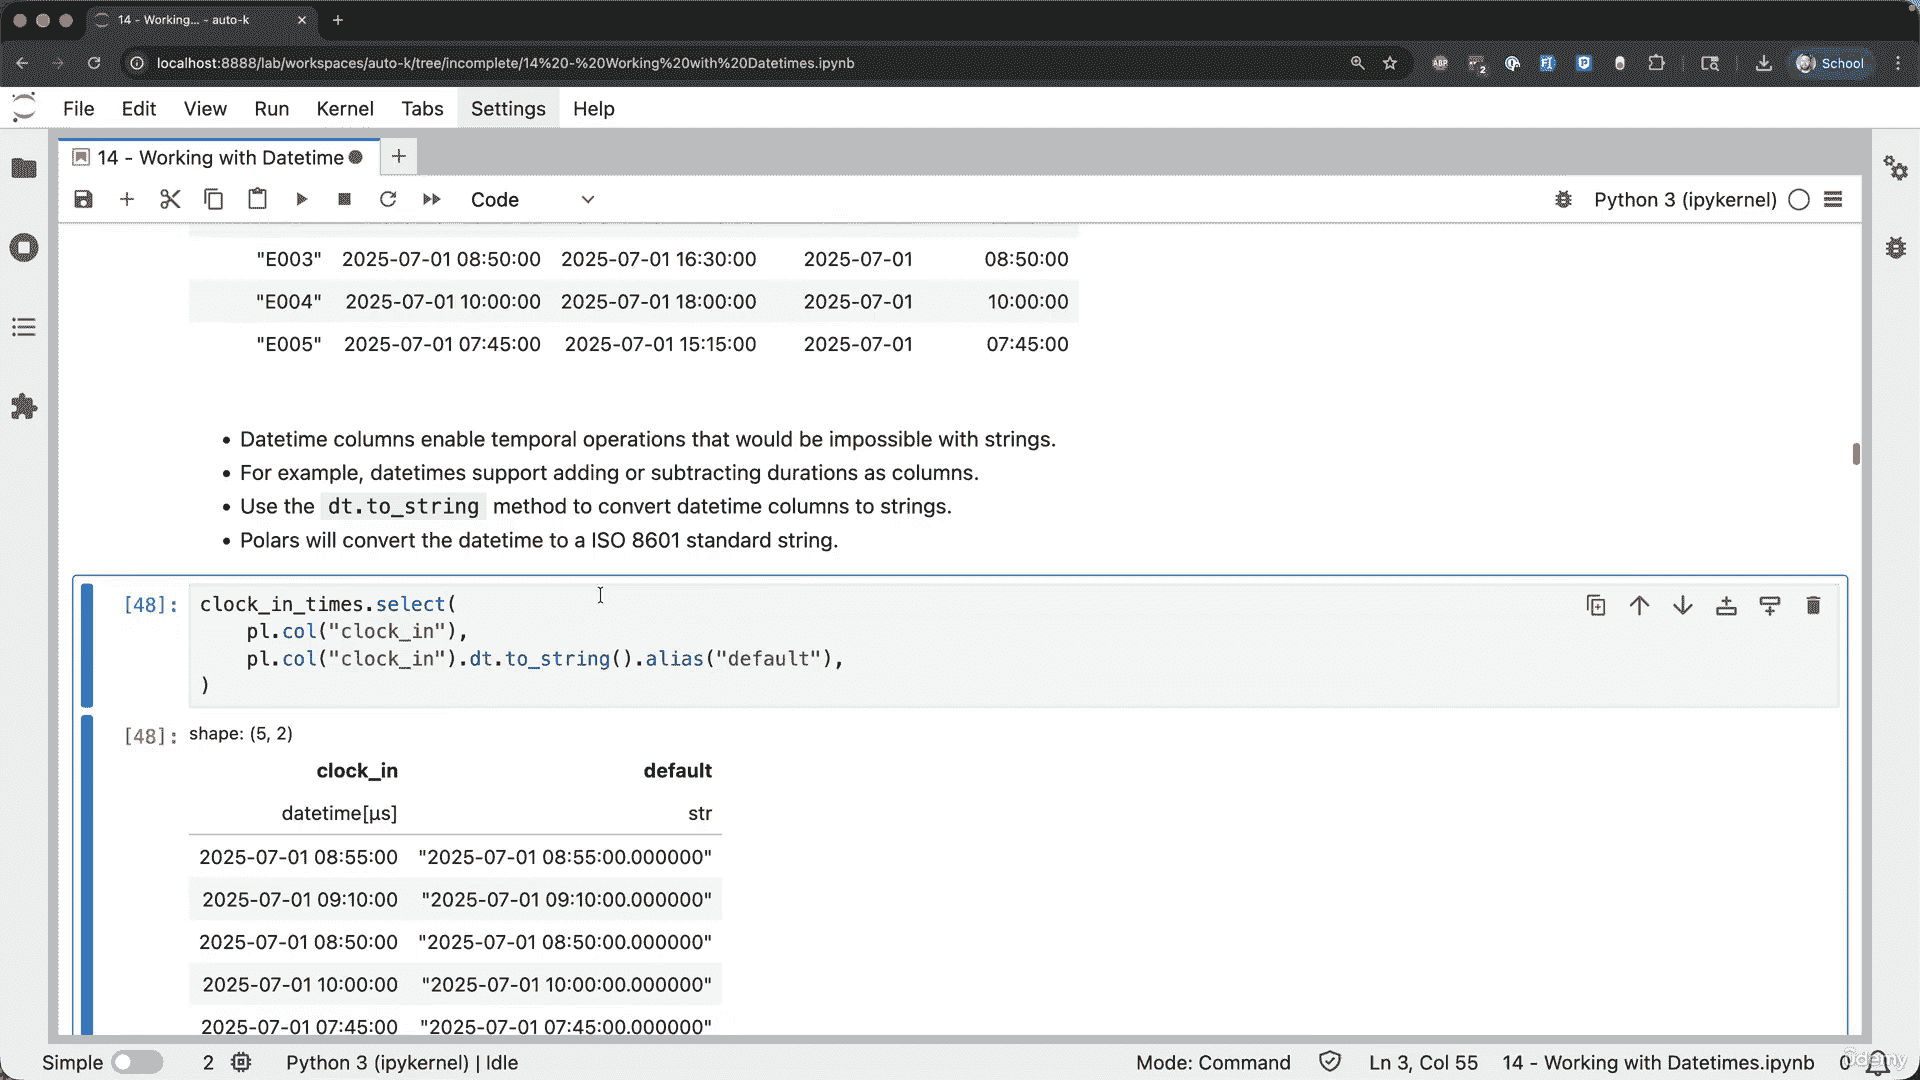 14 - Working... - auto-k
localhost:8888/lab/workspaces/auto-k/tree/incomplete/14%20-%20Working%20with%20Datetimes.ipynb
ABP
2
School
File Edit View Run Kernel Tabs Settings Help
14 - Working with Datetime
Code
Python 3 (ipykernel)
"E003" 2025-07-01 08:50:00 2025-07-01 16:30:00 2025-07-01 08:50:00
"E004" 2025-07-01 10:00:00 2025-07-01 18:00:00 2025-07-01 10:00:00
"E005" 2025-07-01 07:45:00 2025-07-01 15:15:00 2025-07-01 07:45:00
• Datetime columns enable temporal operations that would be impossible with strings.
• For example, datetimes support adding or subtracting durations as columns.
• Use the dt.to_string method to convert datetime columns to strings.
• Polars will convert the datetime to a ISO 8601 standard string.
[48]: clock_in_times.select(
pl.col("clock_in"),
pl.col("clock_in").dt.to_string().alias("default"),
)
[48]: shape: (5, 2)
clock_in default
datetime[μs] str
2025-07-01 08:55:00 "2025-07-01 08:55:00.000000"
2025-07-01 09:10:00 "2025-07-01 09:10:00.000000"
2025-07-01 08:50:00 "2025-07-01 08:50:00.000000"
2025-07-01 10:00:00 "2025-07-01 10:00:00.000000"
2025-07-01 07:45:00 "2025-07-01 07:45:00.000000"
Simple 2 Python 3 (ipykernel) | Idle Mode: Command Ln 3, Col 55 14 - Working with Datetimes.ipynb 0
udemy